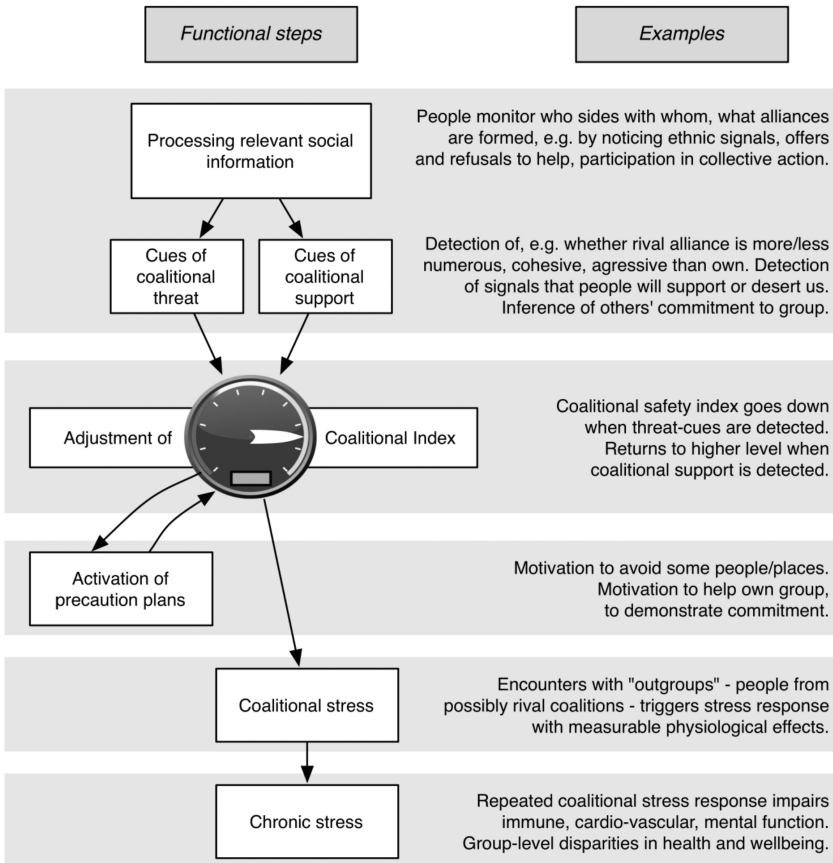 Functional steps
Examples
Processing relevant social
information
People monitor who sides with whom, what alliances
are formed, e.g. by noticing ethnic signals, offers
and refusals to help, participation in collective action.
Cues of
coalitional
threat
Cues of
coalitional
support
Detection of, e.g. whether rival alliance is more/less
numerous, cohesive, agressive than own. Detection
of signals that people will support or desert us.
Inference of others' commitment to group.
Adjustment of
Coalitional Index
Coalitional safety index goes down
when threat-cues are detected.
Returns to higher level when
coalitional support is detected.
Activation of
precaution plans
Motivation to avoid some people/places.
Motivation to help own group,
to demonstrate commitment.
Coalitional stress
Encounters with "outgroups" - people from
possibly rival coalitions - triggers stress response
with measurable physiological effects.
Chronic stress
Repeated coalitional stress response impairs
immune, cardio-vascular, mental function.
Group-level disparities in health and wellbeing.